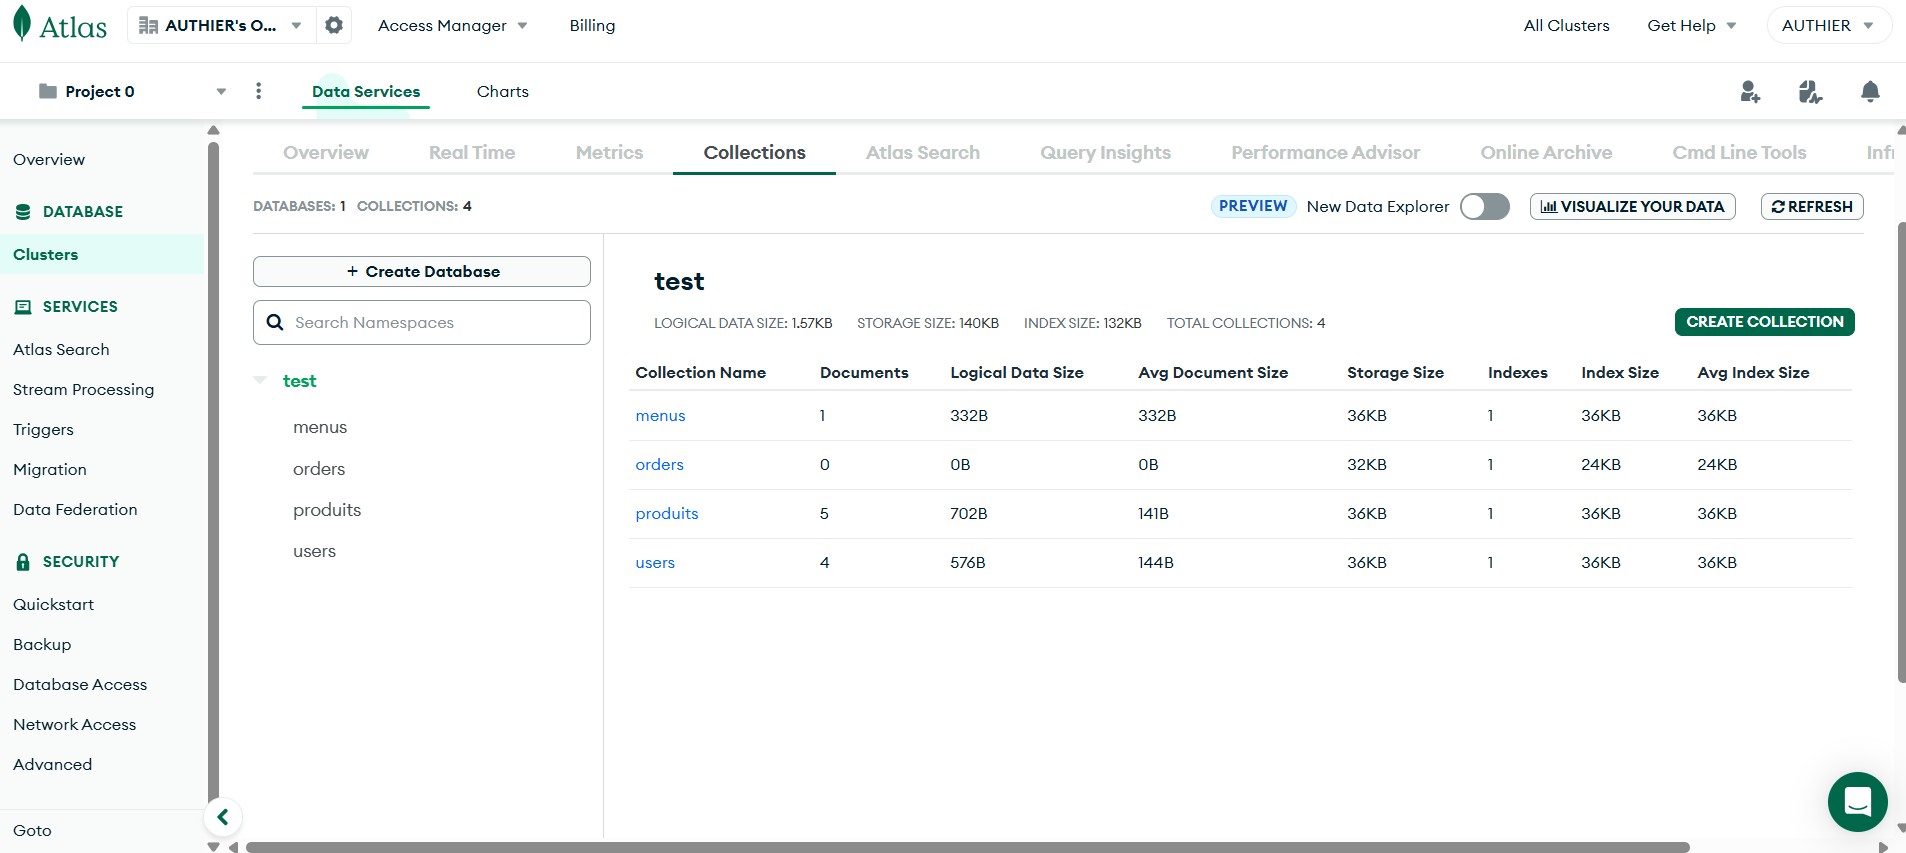 Atlas
AUTHIER's O...
Access Manager
Billing
All Clusters
Get Help
AUTHIER
Project 0
Data Services
Charts
Overview
DATABASE
Clusters
SERVICES
Atlas Search
Stream Processing
Triggers
Migration
Data Federation
SECURITY
Quickstart
Backup
Database Access
Network Access
Advanced
Goto
Overview
Real Time
Metrics
Collections
Atlas Search
Query Insights
Performance Advisor
Online Archive
Cmd Line Tools
DATABASES: 1 COLLECTIONS: 4
PREVIEW New Data Explorer
VISUALIZE YOUR DATA
REFRESH
+ Create Database
Search Namespaces
test
menus
orders
produits
users
test
LOGICAL DATA SIZE: 1.57KB STORAGE SIZE: 140KB INDEX SIZE: 132KB TOTAL COLLECTIONS: 4
CREATE COLLECTION
Collection Name Documents Logical Data Size Avg Document Size Storage Size Indexes Index Size Avg Index Size
menus 1 332B 332B 36KB 1 36KB 36KB
orders 0 0B 0B 32KB 1 24KB 24KB
produits 5 702B 141B 36KB 1 36KB 36KB
users 4 576B 144B 36KB 1 36KB 36KB